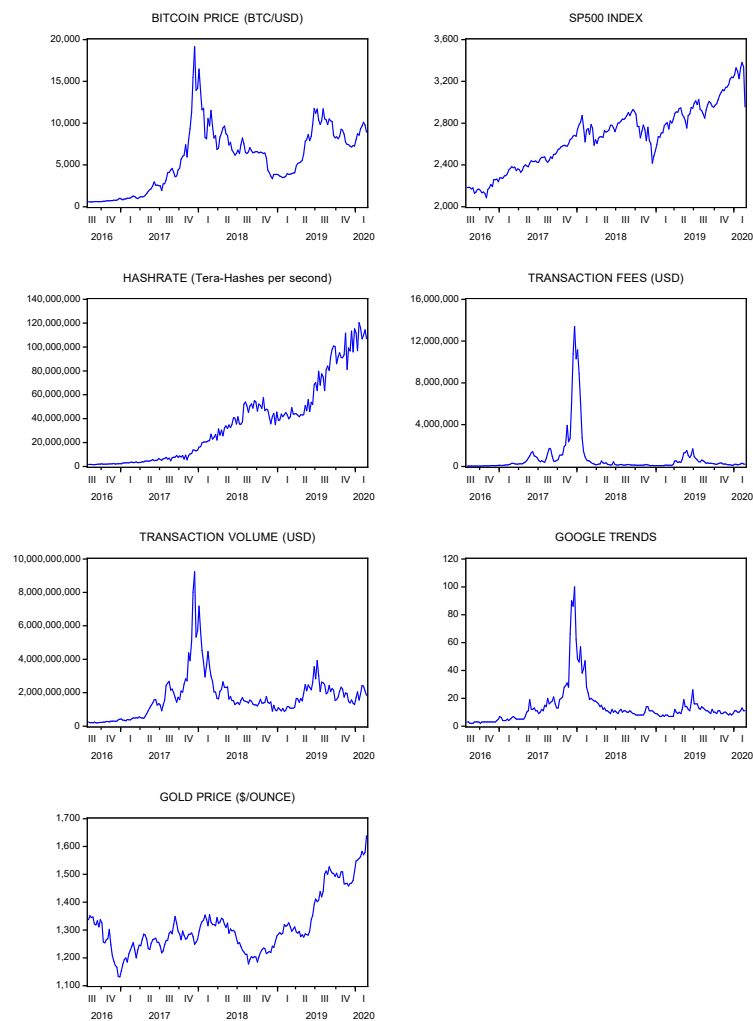 BITCOIN PRICE (BTC/USD)
20,000
15,000
10,000
5,000
0
III IV I II III IV I II III IV I II III IV I
2016 2017 2018 2019 2020
SP500 INDEX
3,600
3,200
2,800
2,400
2,000
III IV I II III IV I II III IV I II III IV I
2016 2017 2018 2019 2020
HASHRATE (Tera-Hashes per second)
140,000,000
120,000,000
100,000,000
80,000,000
60,000,000
40,000,000
20,000,000
0
III IV I II III IV I II III IV I II III IV I
2016 2017 2018 2019 2020
TRANSACTION FEES (USD)
16,000,000
12,000,000
8,000,000
4,000,000
0
III IV I II III IV I II III IV I II III IV I
2016 2017 2018 2019 2020
TRANSACTION VOLUME (USD)
10,000,000,000
8,000,000,000
6,000,000,000
4,000,000,000
2,000,000,000
0
III IV I II III IV I II III IV I II III IV I
2016 2017 2018 2019 2020
GOOGLE TRENDS
120
100
80
60
40
20
0
III IV I II III IV I II III IV I II III IV I
2016 2017 2018 2019 2020
GOLD PRICE ($/OUNCE)
1,700
1,600
1,500
1,400
1,300
1,200
1,100
III IV I II III IV I II III IV I II III IV I
2016 2017 2018 2019 2020